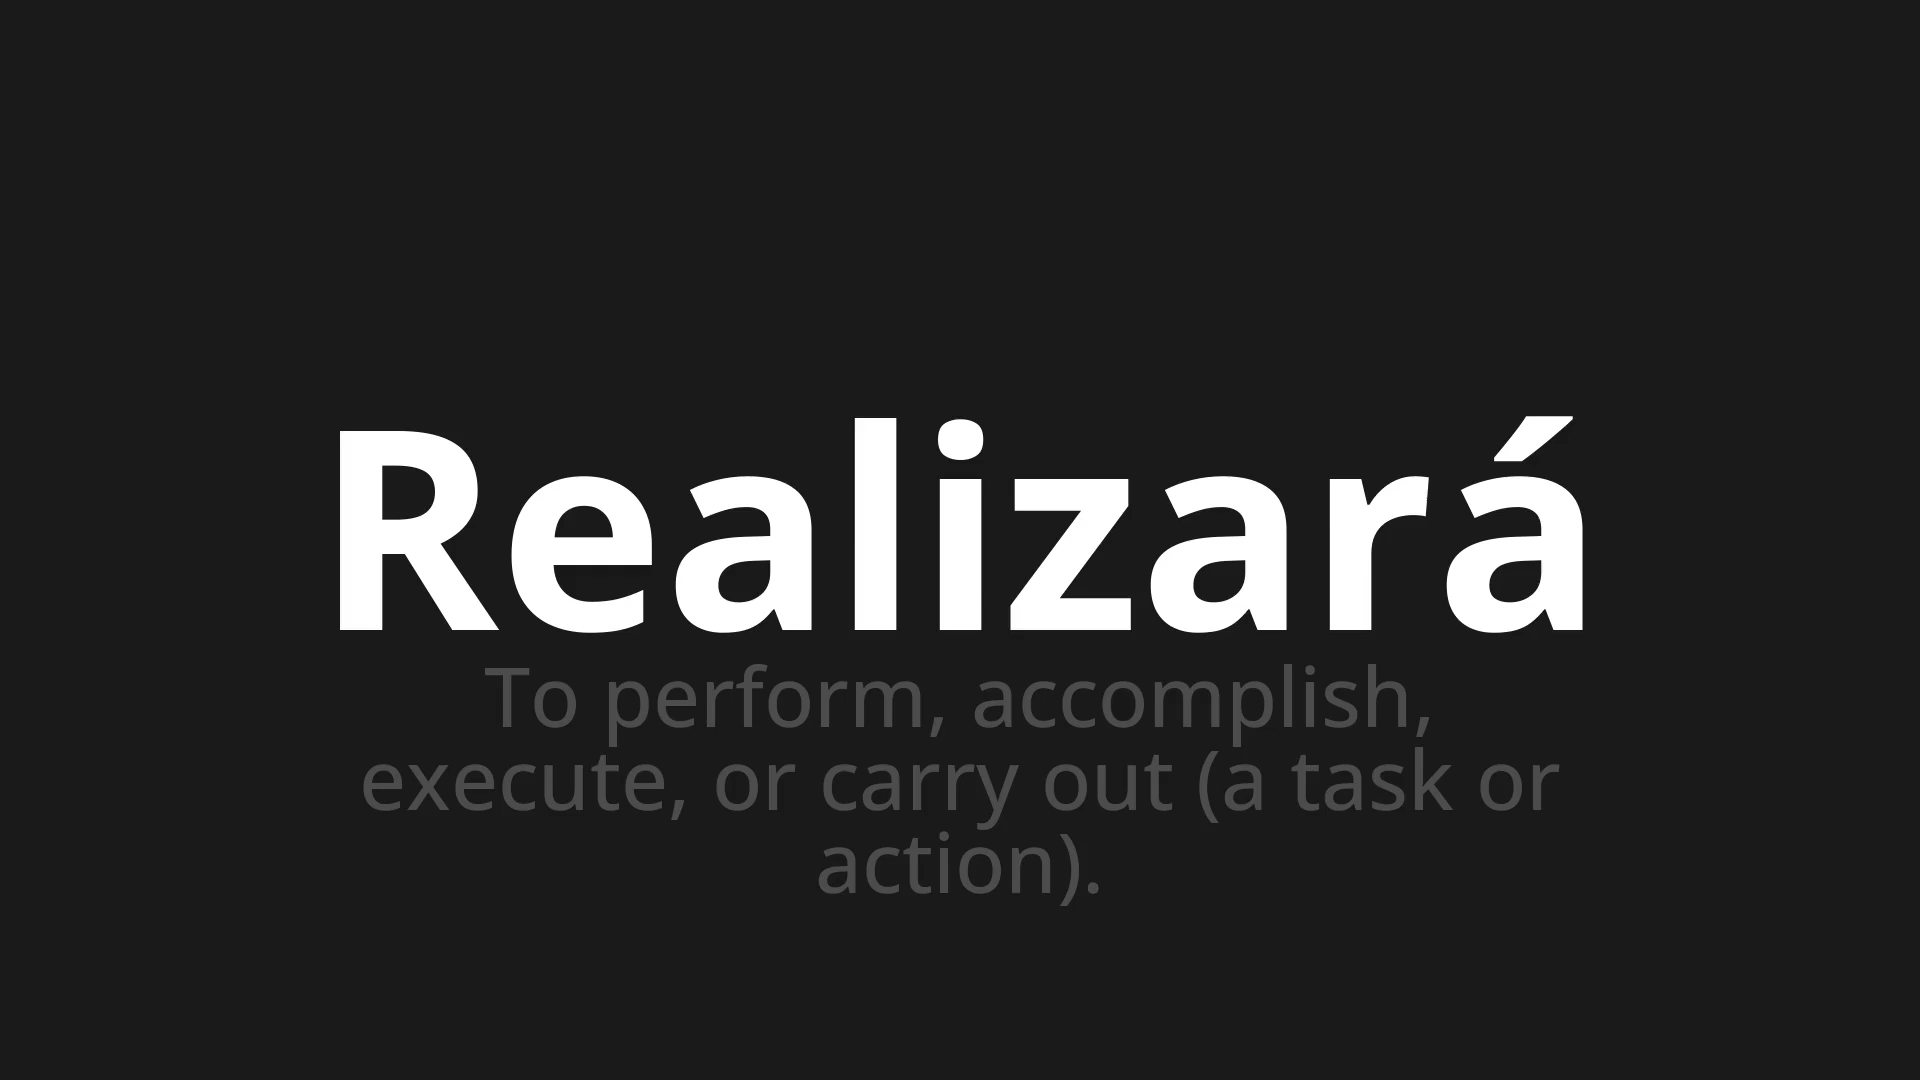 Realizará
To perform, accomplish,
execute, or carry out (a task or
action).